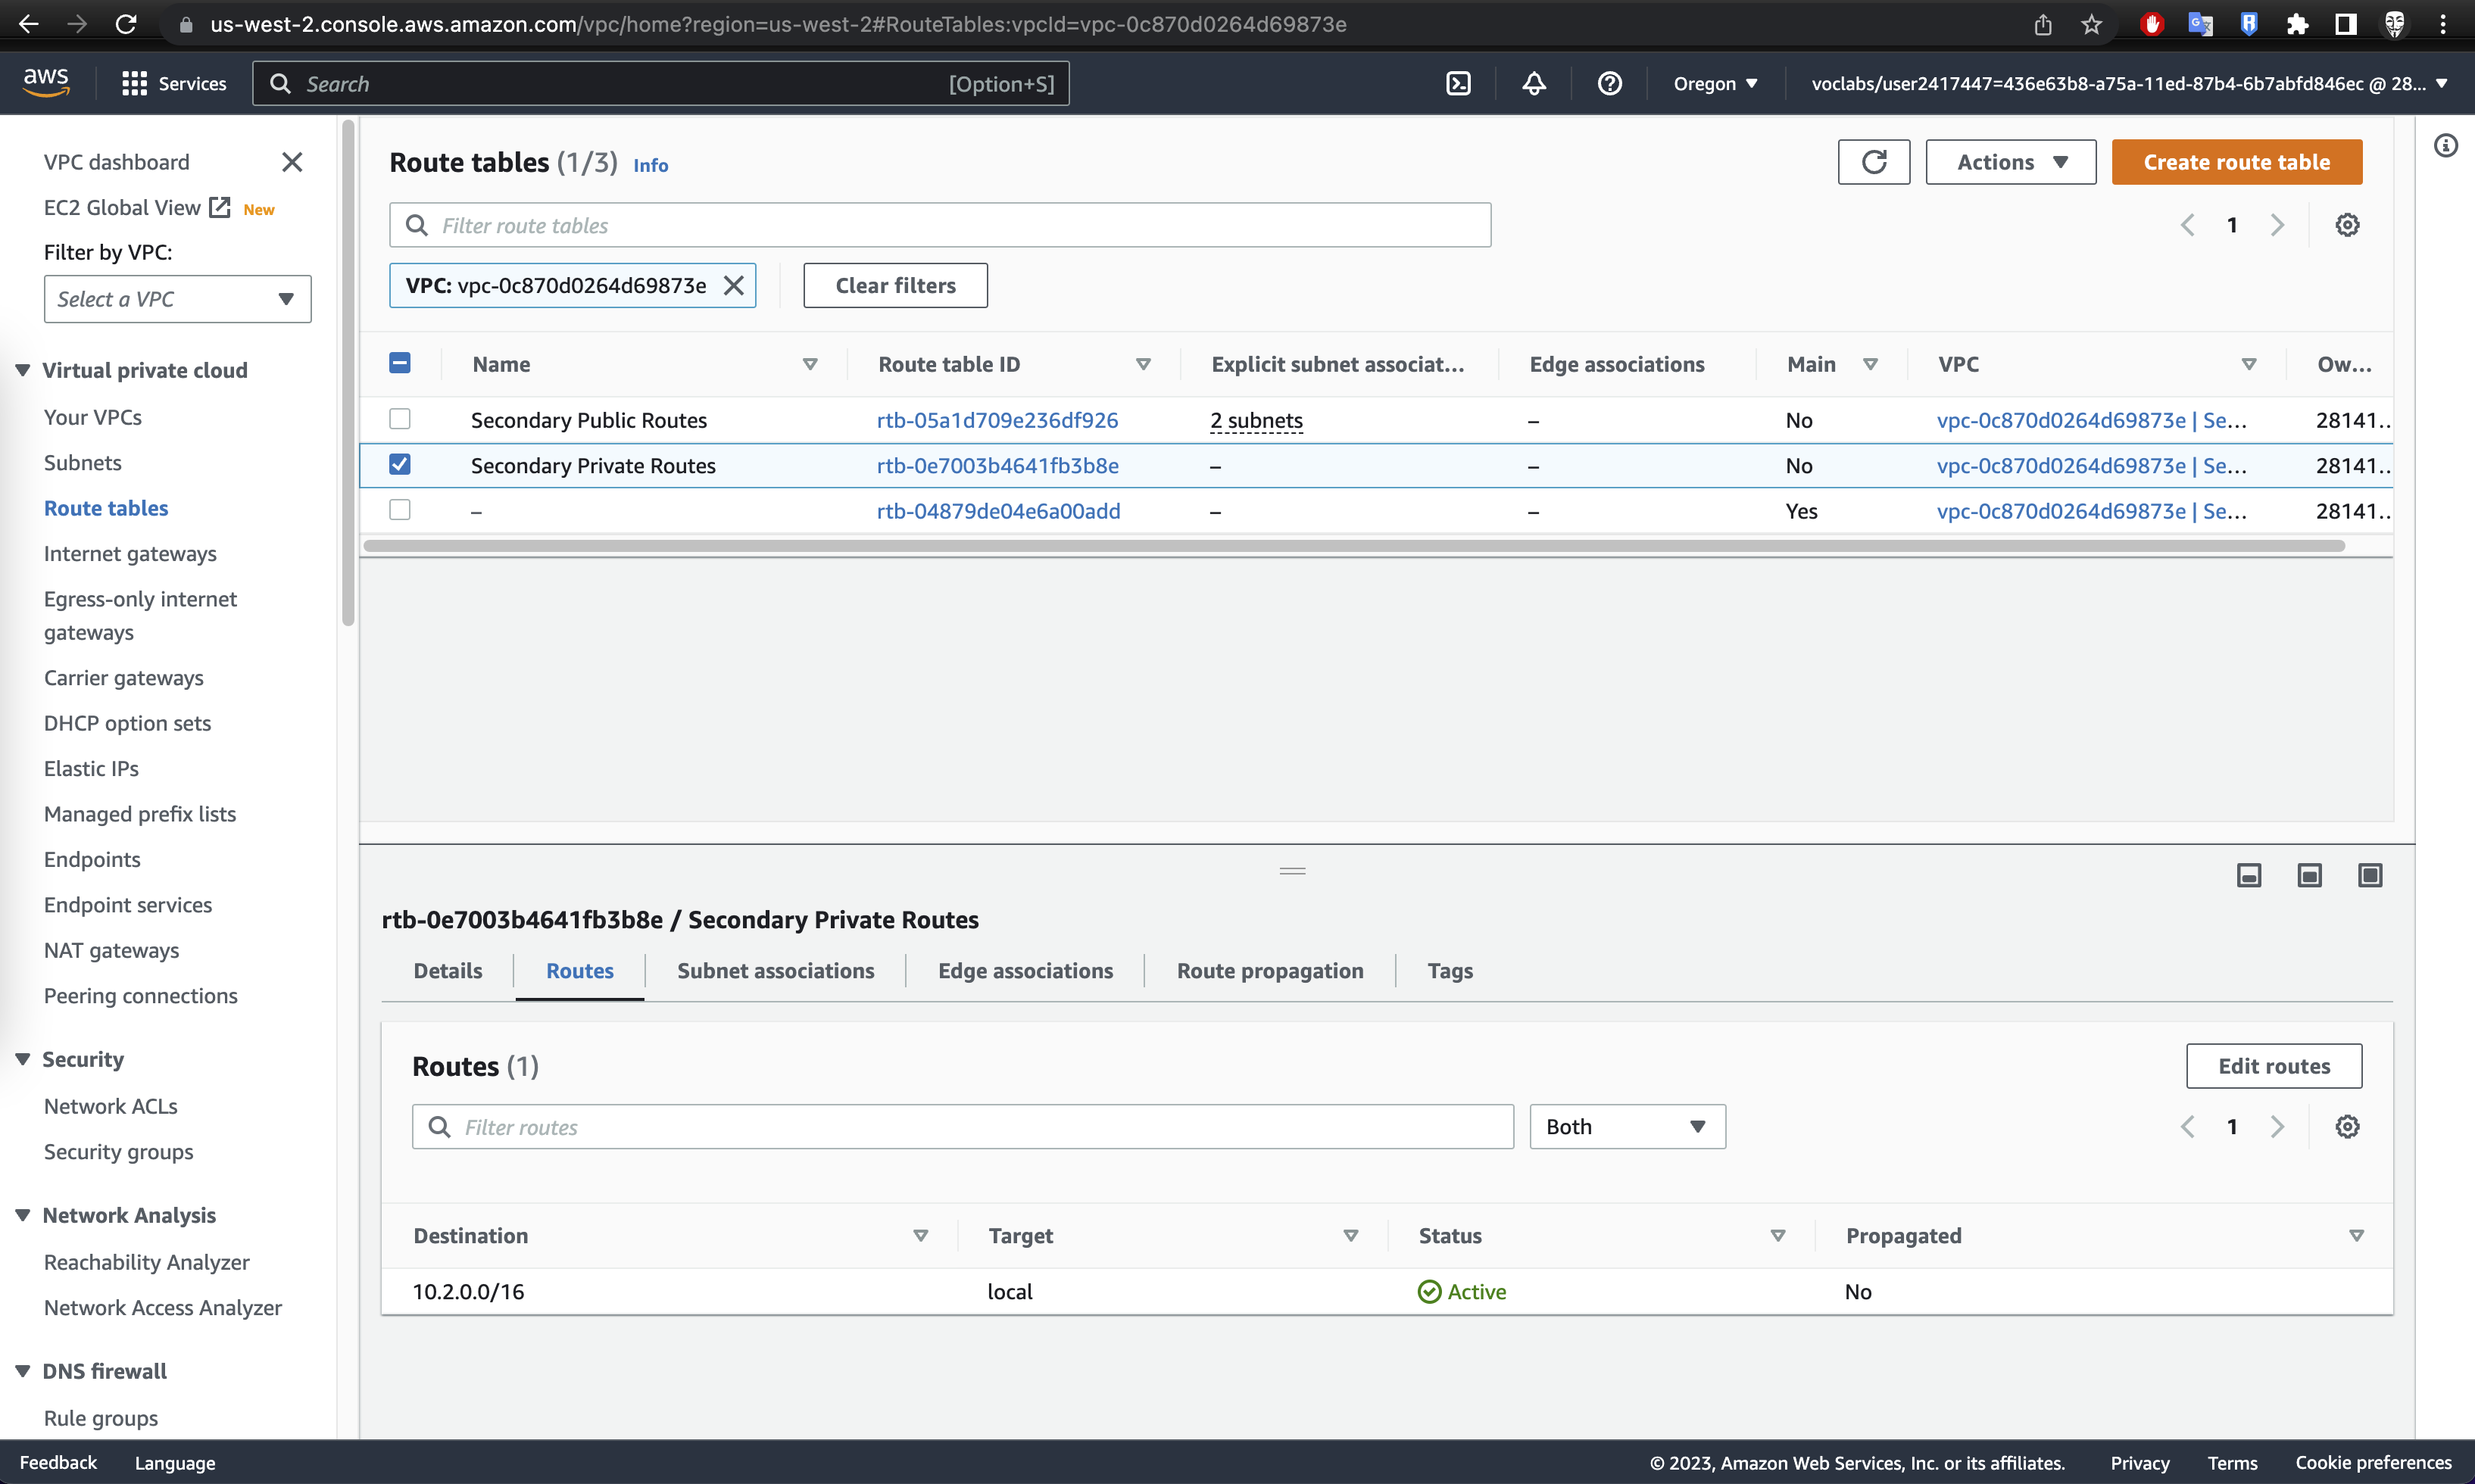 us-west-2.console.aws.amazon.com/vpc/home?region=us-west-2#RouteTables:vpcId=vpc-0c870d0264d69873e
aws
Services
Search
[Option+S]
Oregon
voclabs/user2417447=436e63b8-a75a-11ed-87b4-6b7abfd846ec @ 28...
VPC dashboard
EC2 Global View New
Filter by VPC:
Select a VPC
Virtual private cloud
Your VPCs
Subnets
Route tables
Internet gateways
Egress-only internet
gateways
Carrier gateways
DHCP option sets
Elastic IPs
Managed prefix lists
Endpoints
Endpoint services
NAT gateways
Peering connections
Security
Network ACLs
Security groups
Network Analysis
Reachability Analyzer
Network Access Analyzer
DNS firewall
Rule groups
Route tables (1/3) Info
Actions
Create route table
Filter route tables
1
VPC: vpc-0c870d0264d69873e
Clear filters
Name Route table ID Explicit subnet associat... Edge associations Main VPC Ow...
Secondary Public Routes rtb-05a1d709e236df926 2 subnets – No vpc-0c870d0264d69873e | Se... 28141..
Secondary Private Routes rtb-0e7003b4641fb3b8e – – No vpc-0c870d0264d69873e | Se... 28141..
– rtb-04879de04e6a00add – – Yes vpc-0c870d0264d69873e | Se... 28141..
rtb-0e7003b4641fb3b8e / Secondary Private Routes
Details Routes Subnet associations Edge associations Route propagation Tags
Routes (1)
Edit routes
Filter routes
Both
1
Destination Target Status Propagated
10.2.0.0/16 local Active No
Feedback Language © 2023, Amazon Web Services, Inc. or its affiliates. Privacy Terms Cookie preferences